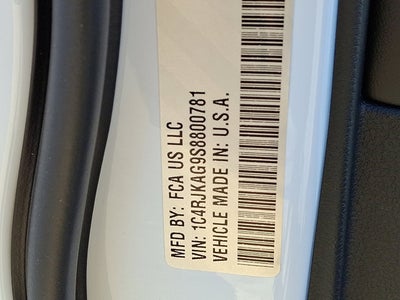 MFD BY: FCA US LLC
VIN: 1C4RJKAG9S8800781
VEHICLE MADE IN: U.S.A.